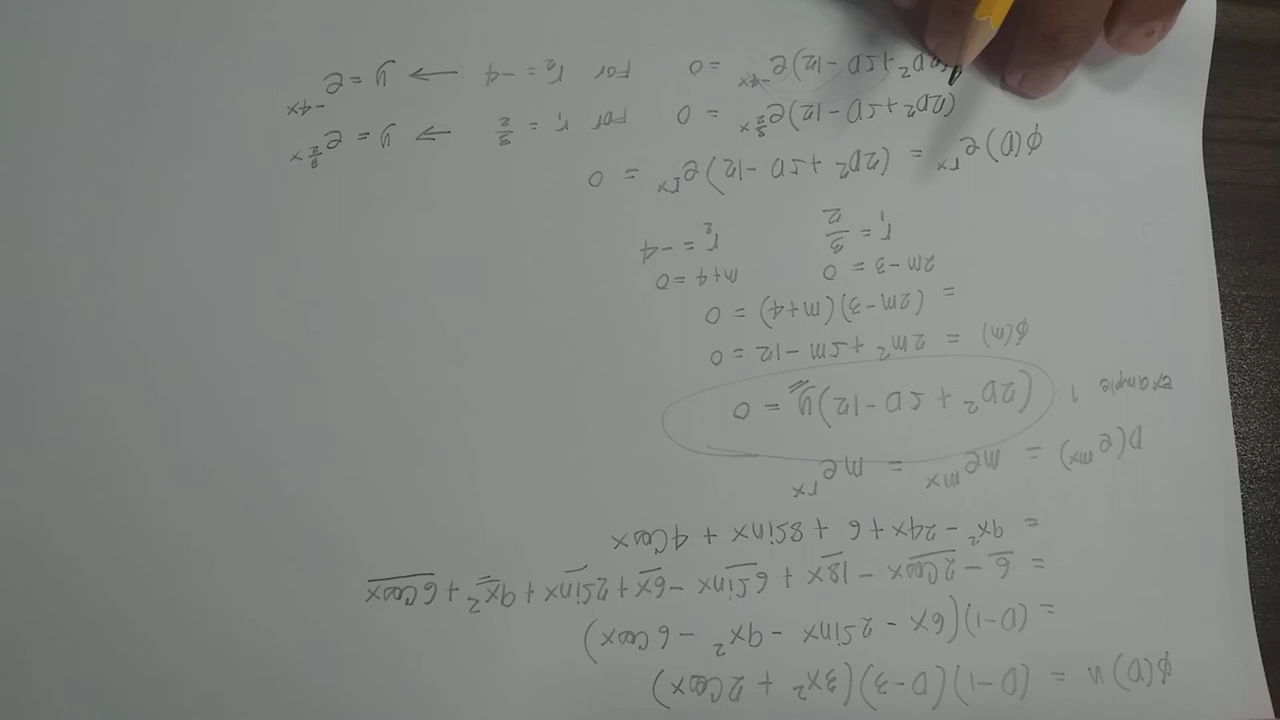 φ(D)u = (D-1)(D-3)(3x² + 2cosx)
= (D-1)(6x - 2sinx - 9x² - 6cosx)
= 6 - 2cosx - 18x + 6sinx - 6x + 2sinx + 9x² + 6cosx
= 9x² - 24x + 6 + 8sinx + 4cosx
D(e^mx) = me^mx = me^rx
Example 1. (2D² + 5D - 12)y = 0
φ(m) = 2m² + 5m - 12 = 0
= (2m-3)(m+4) = 0
2m-3 = 0 m+4 = 0
r₁ = 3/2 r₂ = -4
φ(D)e^rx = (2D² + 5D - 12)e^rx = 0
(2D² + 5D - 12)e^3/2x = 0 For r₁ = 3/2 → y = e^3/2x
(2D² + 5D - 12)e^-4x = 0 For r₂ = -4 → y = e^-4x